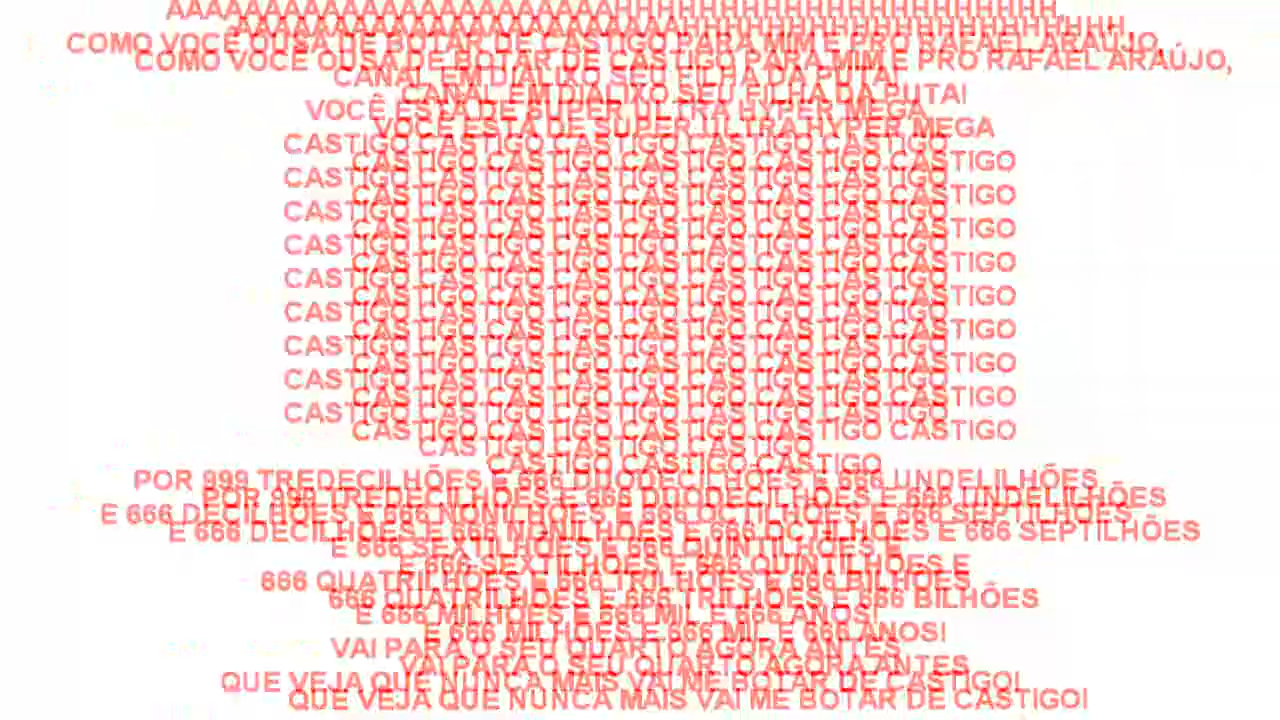 AAAAAAAAAAAAAAAAAAAAAAAAHHHHHHHHHHHHHHHHHHHHHHHH,
COMO VOCÊ OUSA DE BOTAR DE CASTIGO PARA MIM E PRO RAFAEL ARAÚJO,
CANAL EM DIALIXO SEU FILHA DA PUTA!
VOCÊ ESTÁ DE SUPER ULTRA HYPER MEGA
CASTIGO CASTIGO CASTIGO CASTIGO CASTIGO
CASTIGO CASTIGO CASTIGO CASTIGO CASTIGO
CASTIGO CASTIGO CASTIGO CASTIGO CASTIGO
CASTIGO CASTIGO CASTIGO CASTIGO CASTIGO
CASTIGO CASTIGO CASTIGO CASTIGO CASTIGO
CASTIGO CASTIGO CASTIGO CASTIGO CASTIGO
CASTIGO CASTIGO CASTIGO CASTIGO CASTIGO
CASTIGO CASTIGO CASTIGO CASTIGO CASTIGO
CASTIGO CASTIGO CASTIGO CASTIGO CASTIGO
CASTIGO CASTIGO CASTIGO
POR 999 TREDECILHÕES E 666 DUODECILHÕES E 666 UNDELILHÕES
E 666 DECILHÕES E 666 NONILHÕES E 666 OCTILHÕES E 666 SEPTILHÕES
E 666 SEXTILHÕES E 666 QUINTILHÕES E
666 QUATRILHÕES E 666 TRILHÕES E 666 BILHÕES
E 666 MILHÕES E 666 MIL E 666 ANOS!
VAI PARA O SEU QUARTO AGORA ANTES
QUE VEJA QUE NUNCA MAIS VAI ME BOTAR DE CASTIGO!